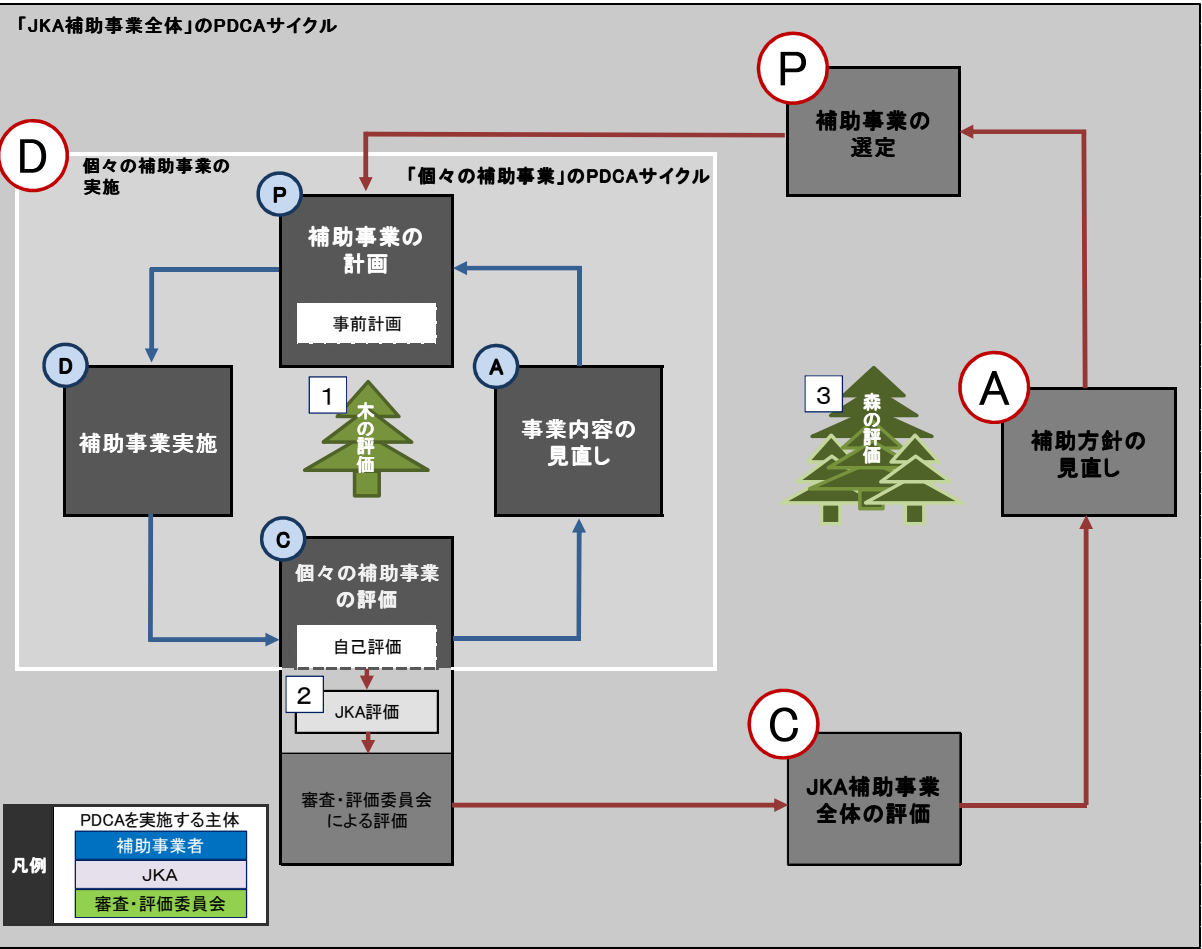 「JKA補助事業全体」のPDCAサイクル
P
補助事業の
選定
D
個々の補助事業の
実施
「個々の補助事業」のPDCAサイクル
P
補助事業の
計画
事前計画
D
補助事業実施
1
木の評価
A
事業内容の
見直し
3
森の評価
A
補助方針の
見直し
C
個々の補助事業
の評価
自己評価
2
JKA評価
審査・評価委員会
による評価
C
JKA補助事業
全体の評価
凡例
PDCAを実施する主体
補助事業者
JKA
審査・評価委員会